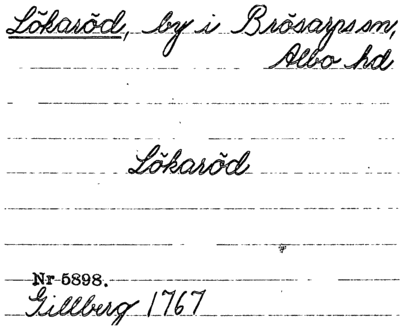 Lökaröd, by i Brösarps sn,
Albo hd
Lökaröd
Nr 5898.
Gillberg 1767